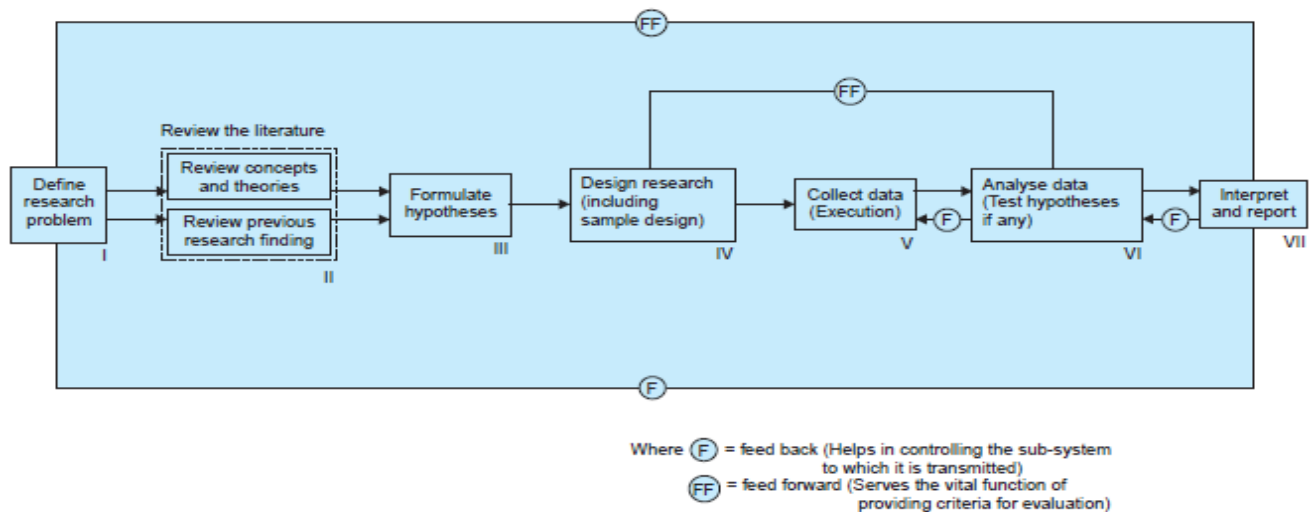 FF
FF
Review the literature
Define
research
problem
I
Review concepts
and theories
Review previous
research finding
II
Formulate
hypotheses
III
Design research
(including
sample design)
IV
Collect data
(Execution)
F
V
Analyse data
(Test hypotheses
if any)
VI
F
Interpret
and report
VII
F
Where F = feed back (Helps in controlling the sub-system
to which it is transmitted)
FF = feed forward (Serves the vital function of
providing criteria for evaluation)